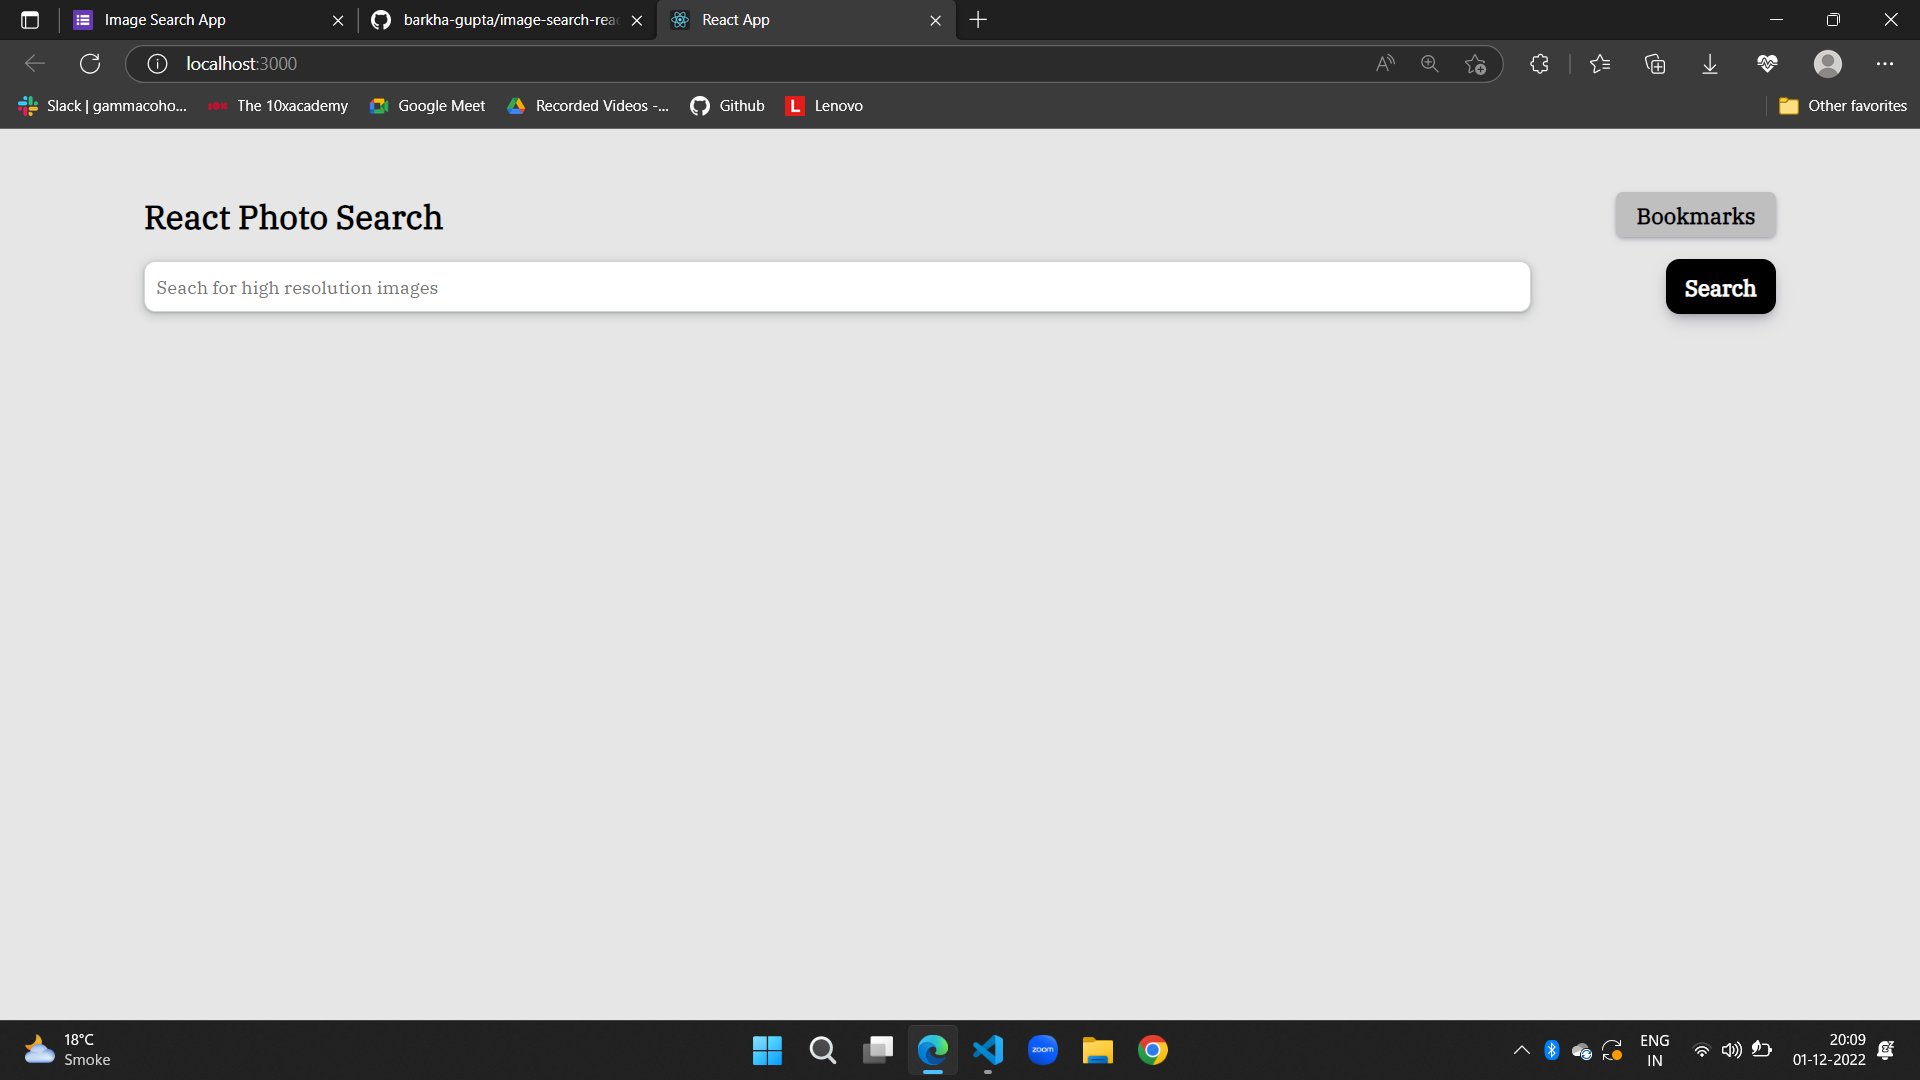 Image Search App
barkha-gupta/image-search-rea
React App
localhost:3000
Slack | gammacoho...
The 10xacademy
Google Meet
Recorded Videos -...
Github
L
Lenovo
Other favorites
React Photo Search
Bookmarks
Seach for high resolution images
Search
18°C
Smoke
zoom
ENG
IN
20:09
01-12-2022